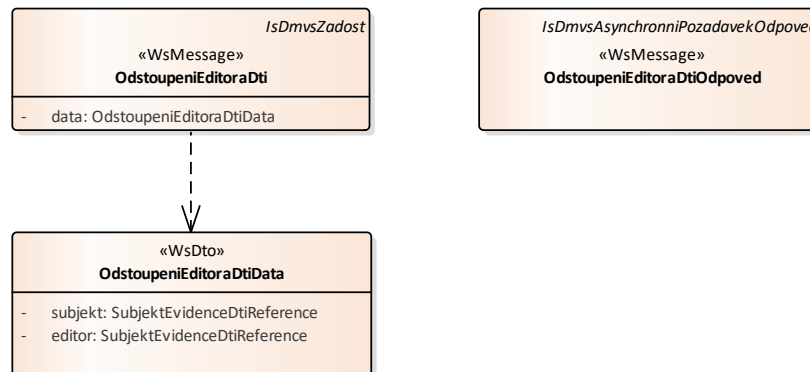 IsDmvsZadost
«WsMessage»
OdstoupeniEditoraDti
- data: OdstoupeniEditoraDtiData
IsDmvsAsynchronniPozadavekOdpoved
«WsMessage»
OdstoupeniEditoraDtiOdpoved
«WsDto»
OdstoupeniEditoraDtiData
- subjekt: SubjektEvidenceDtiReference
- editor: SubjektEvidenceDtiReference